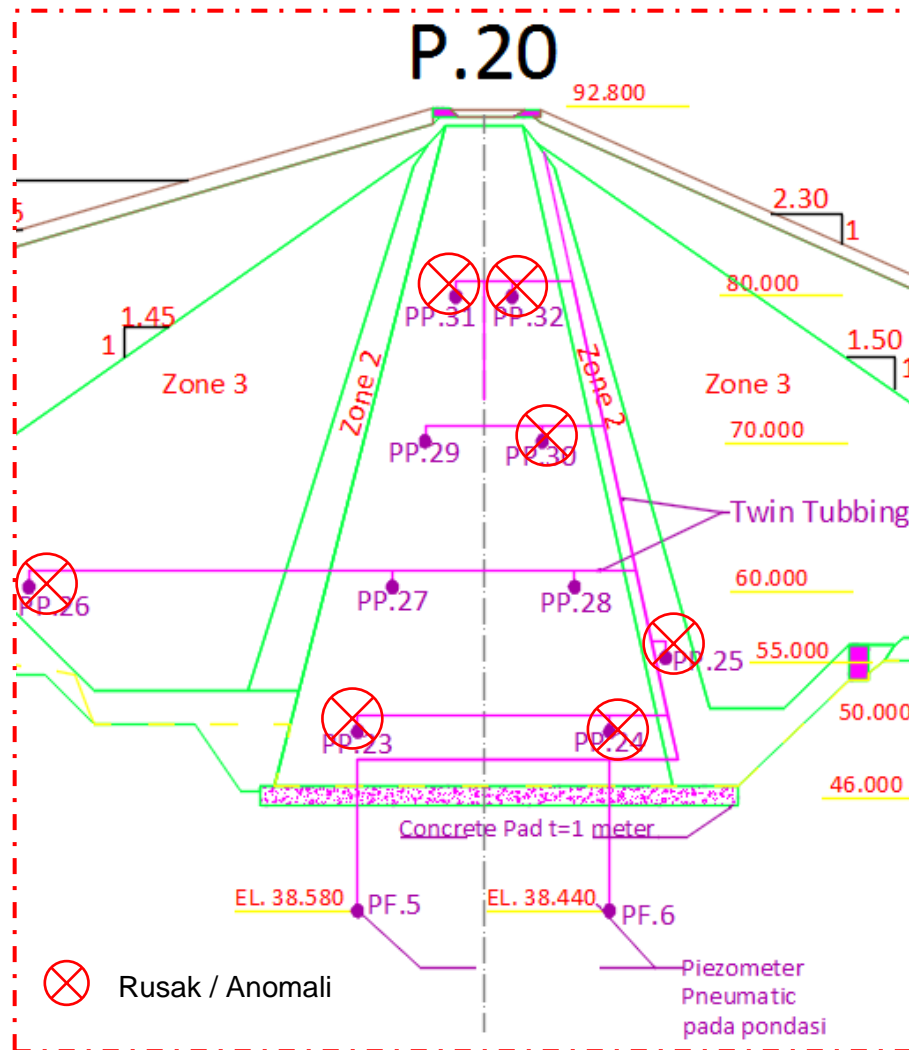 P.20
92.800
5
2.30
1
80.000
PP.31
PP.32
1.45
1
1.50
1
Zone 3
Zone 2
Zone 2
Zone 3
PP.29
PP.30
70.000
Twin Tubbing
PP.26
PP.27
PP.28
60.000
PP.25
55.000
50.000
PP.23
PP.24
46.000
Concrete Pad t=1 meter
EL. 38.580
PF.5
EL. 38.440
PF.6
Rusak / Anomali
Piezometer
Pneumatic
pada pondasi